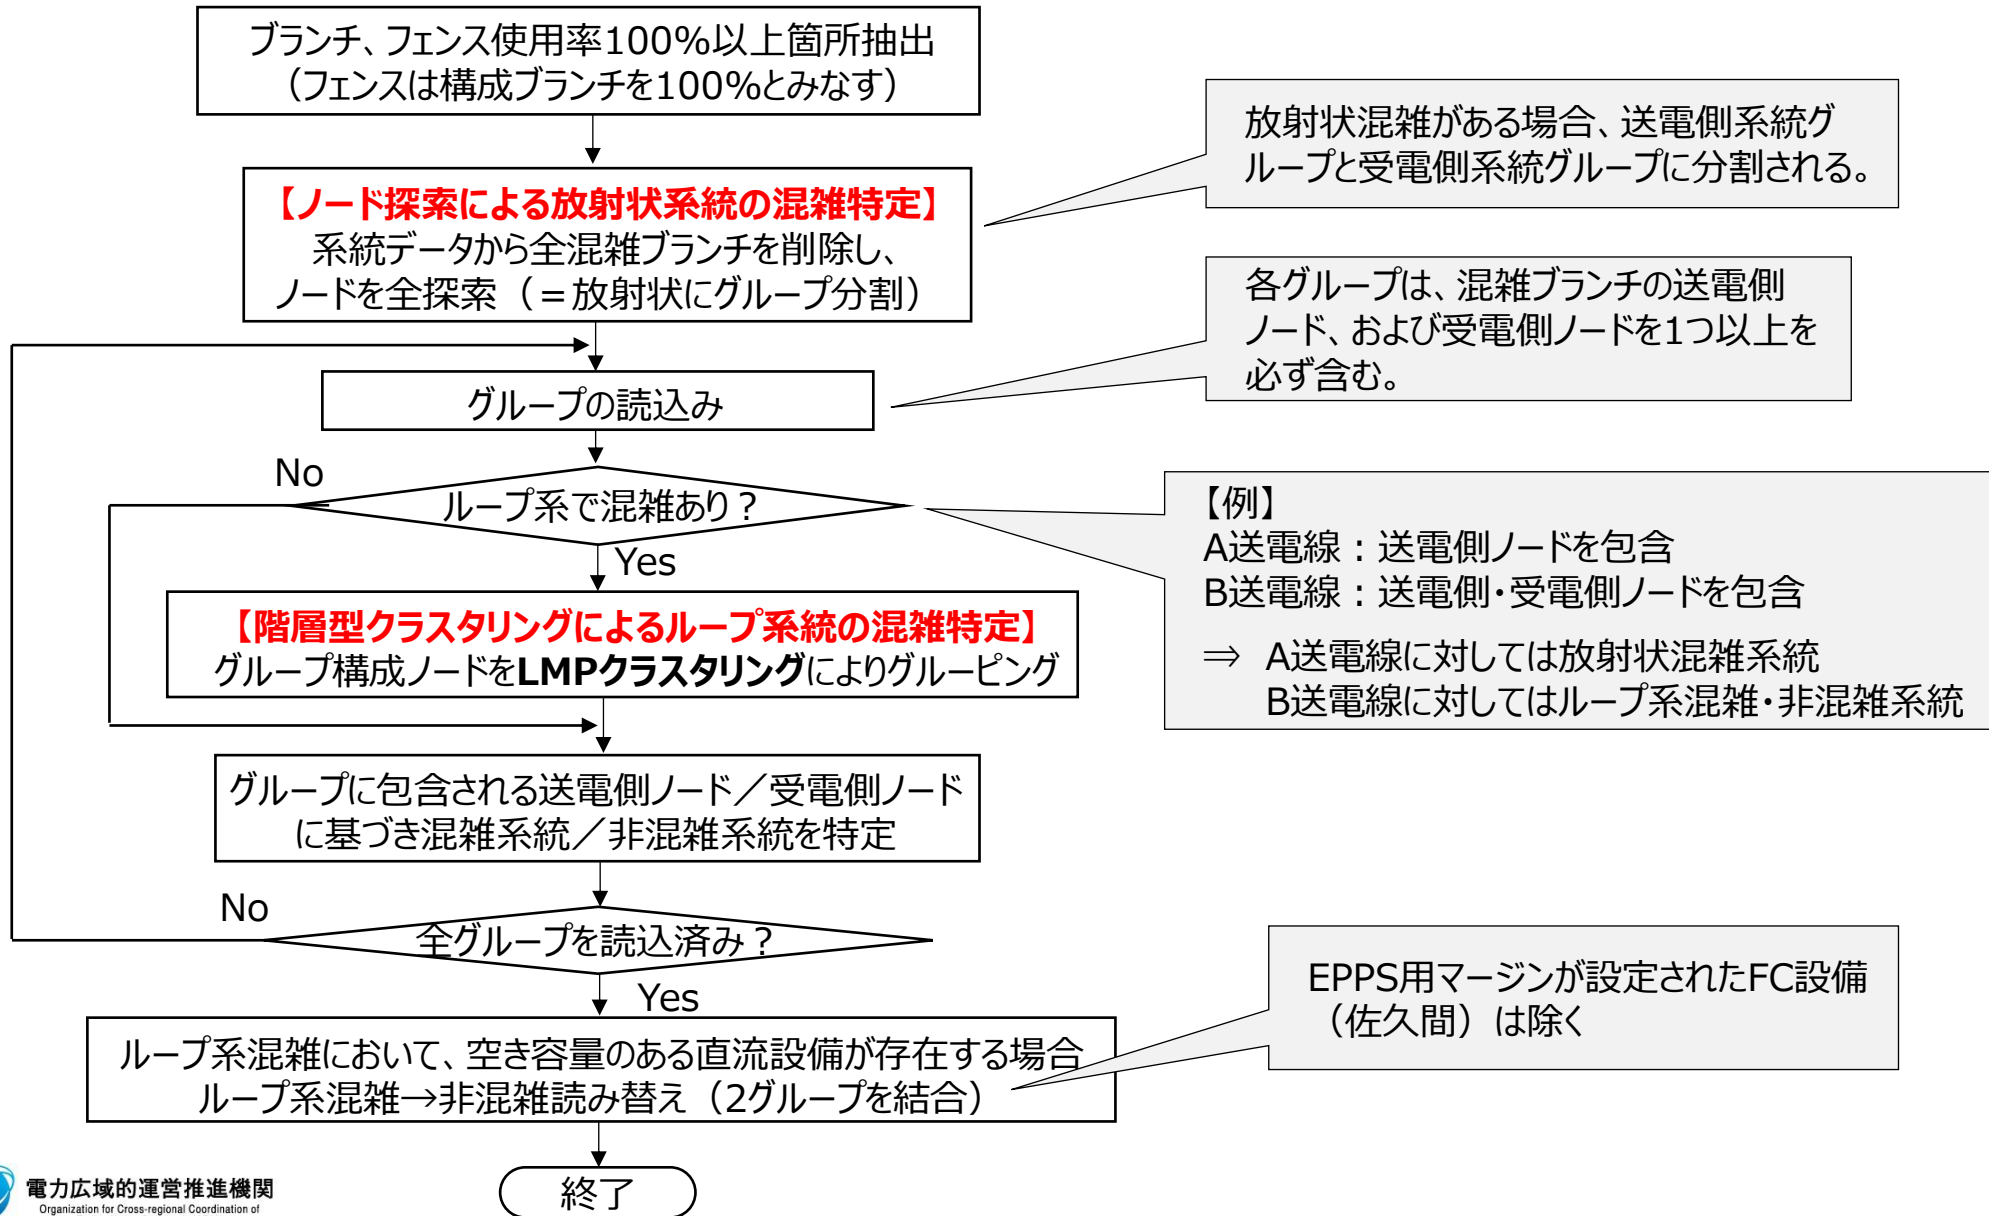 ブランチ、フェンス使用率100%以上箇所抽出
（フェンスは構成ブランチを100%とみなす）
放射状混雑がある場合、送電側系統グ
ループと受電側系統グループに分割される。
【ノード探索による放射状系統の混雑特定】
系統データから全混雑ブランチを削除し、
ノードを全探索（＝放射状にグループ分割）
各グループは、混雑ブランチの送電側
ノード、および受電側ノードを1つ以上を
必ず含む。
グループの読込み
No
ループ系で混雑あり？
Yes
【例】
A送電線：送電側ノードを包含
B送電線：送電側・受電側ノードを包含
⇒ A送電線に対しては放射状混雑系統
B送電線に対してはループ系混雑・非混雑系統
【階層型クラスタリングによるループ系統の混雑特定】
グループ構成ノードをLMPクラスタリングによりグルーピング
グループに包含される送電側ノード／受電側ノード
に基づき混雑系統／非混雑系統を特定
No
全グループを読込済み？
Yes
EPPS用マージンが設定されたFC設備
（佐久間）は除く
ループ系混雑において、空き容量のある直流設備が存在する場合
ループ系混雑→非混雑読み替え（2グループを結合）
終了
電力広域的運営推進機関
Organization for Cross-regional Coordination of